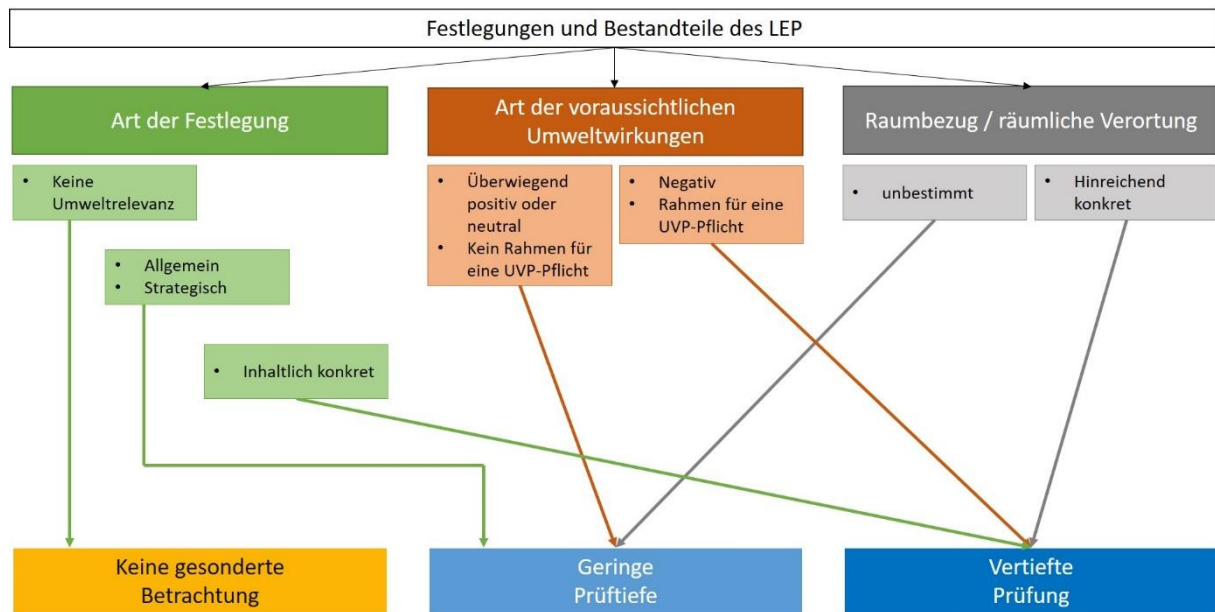 Festlegungen und Bestandteile des LEP
Art der Festlegung
Art der voraussichtlichen
Umweltwirkungen
Raumbezug / räumliche Verortung
• Keine
Umweltrelevanz
• Allgemein
• Strategisch
• Inhaltlich konkret
• Überwiegend
positiv oder
neutral
• Kein Rahmen für
eine UVP-Pflicht
• Negativ
• Rahmen für eine
UVP-Pflicht
• unbestimmt
• Hinreichend
konkret
Keine gesonderte
Betrachtung
Geringe
Prüftiefe
Vertiefte
Prüfung